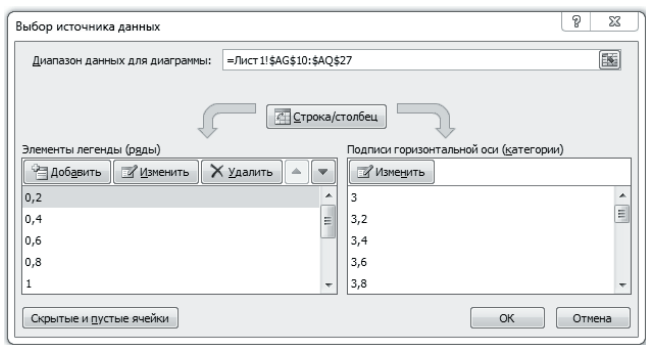 Выбор источника данных
Диапазон данных для диаграммы: =Лист1!$AG$10:$AQ$27
Строка/столбец
Элементы легенды (ряды)
Добавить Изменить Удалить
0,2
0,4
0,6
0,8
1
Подписи горизонтальной оси (категории)
Изменить
3
3,2
3,4
3,6
3,8
Скрытые и пустые ячейки
ОК Отмена